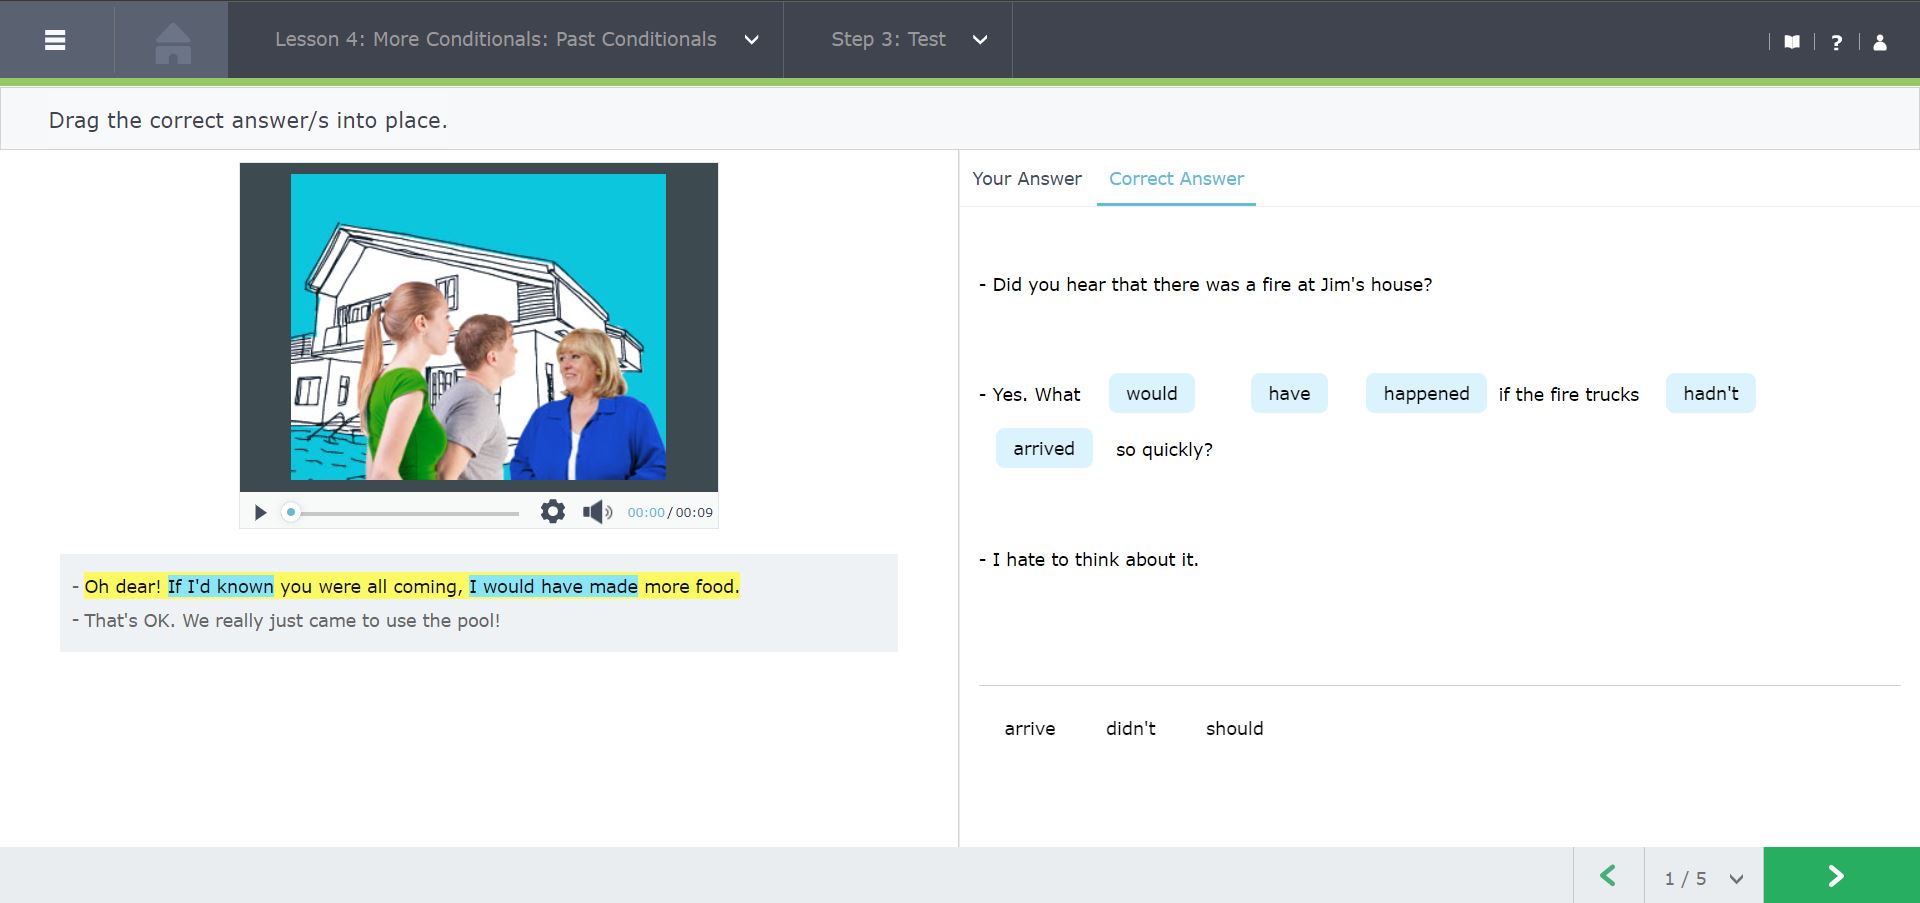 Lesson 4: More Conditionals: Past Conditionals
Step 3: Test
?
Drag the correct answer/s into place.
00:00/00:09
- Oh dear! If I'd known you were all coming, I would have made more food.
- That's OK. We really just came to use the pool!
Your Answer
Correct Answer
- Did you hear that there was a fire at Jim's house?
- Yes. What would have happened if the fire trucks hadn't
arrived so quickly?
- I hate to think about it.
arrive didn't should
1 / 5